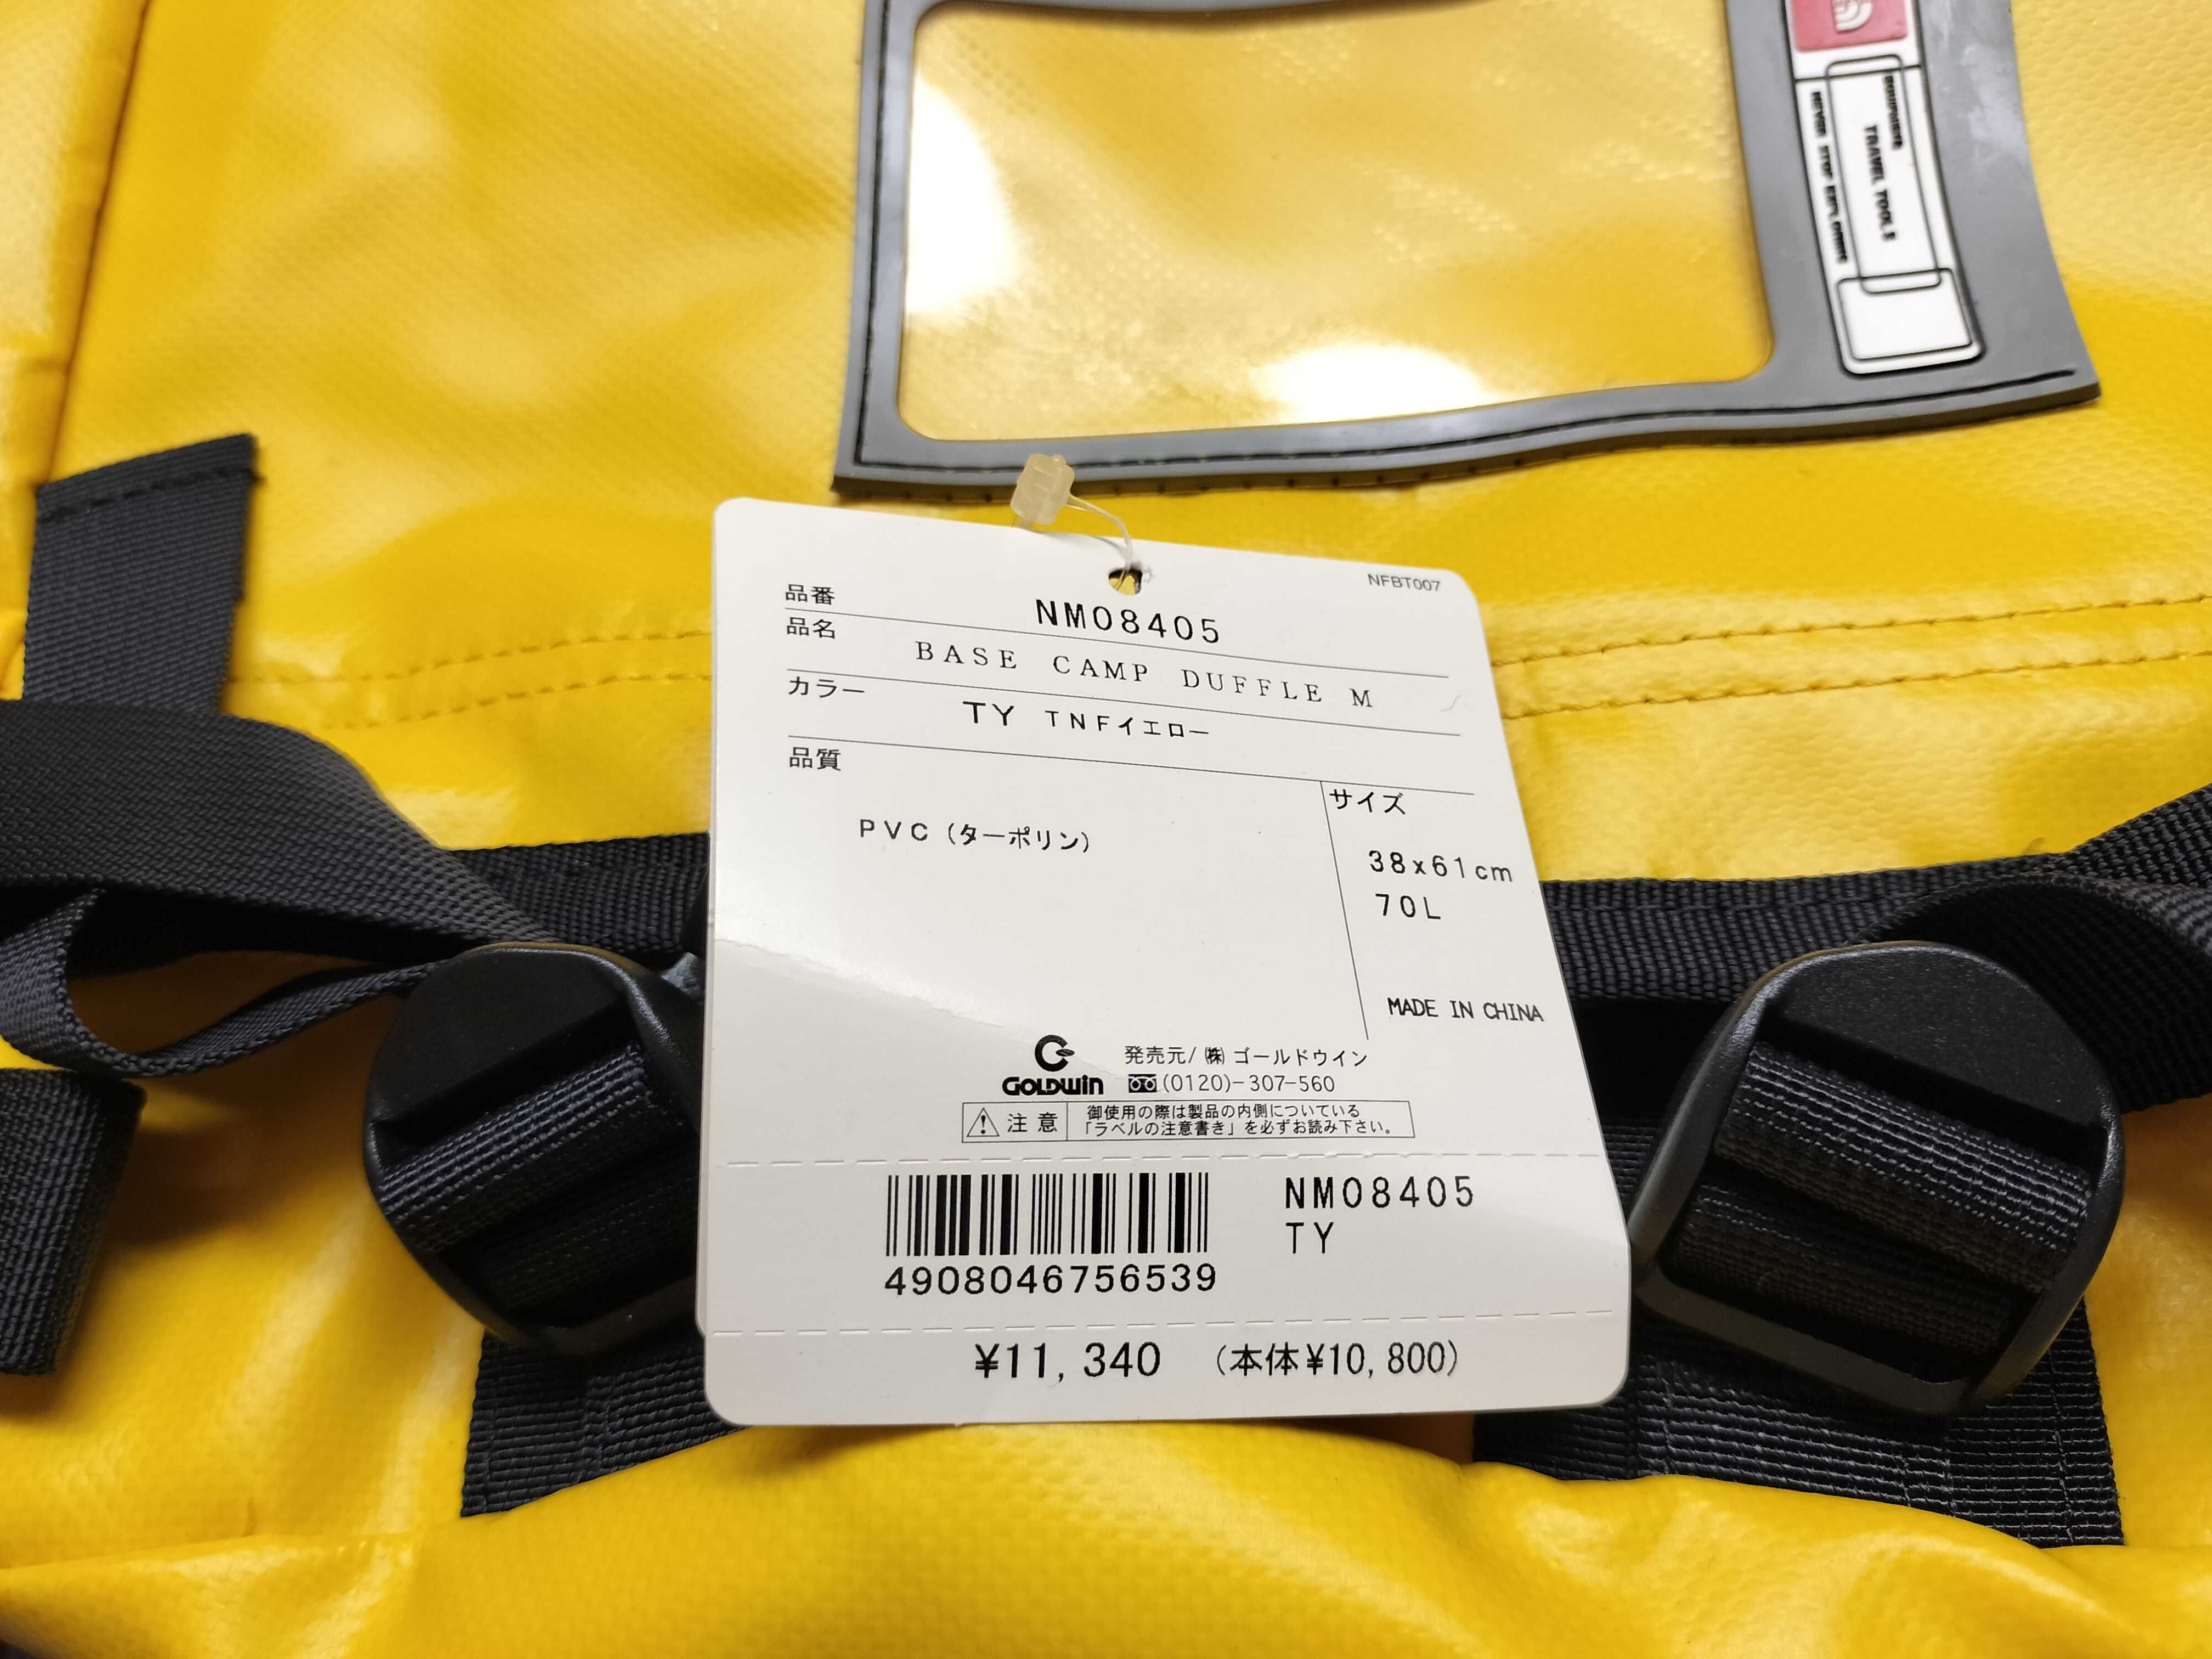 TRAVEL TOOLS
NEVER STOP EXPLORING
NFBT007
品番 NM08405
品名 BASE CAMP DUFFLE M
カラー TY TNFイエロー
品質
サイズ
PVC(ターポリン)
38x61cm
70L
MADE IN CHINA
GOLDWIN
発売元/㈱ゴールドウイン
(0120)-307-560
注意
御使用の際は製品の内側についている
「ラベルの注意書き」を必ずお読み下さい。
4908046756539
NM08405
TY
¥11,340 (本体¥10,800)